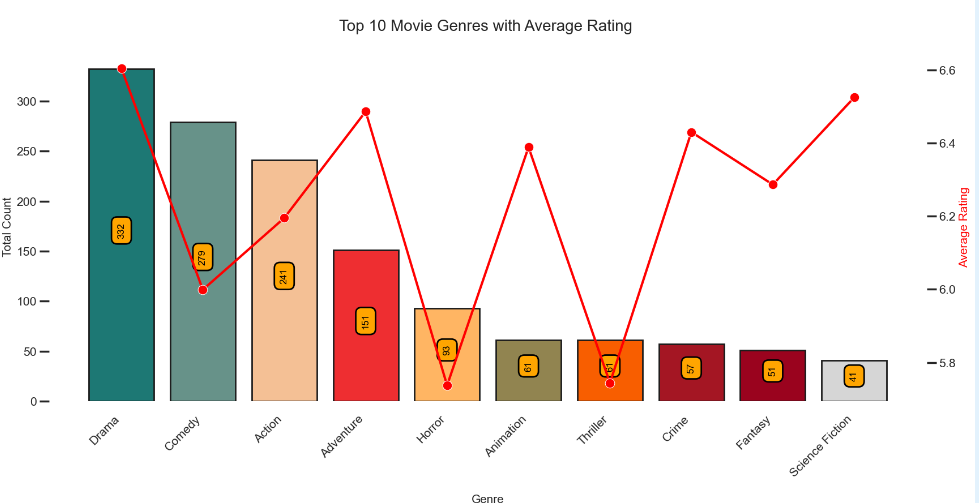 Top 10 Movie Genres with Average Rating
Total Count
300
250
200
150
100
50
0
332
279
241
151
93
61
61
57
51
41
6.6
6.4
6.2
6.0
5.8
Average Rating
Drama
Comedy
Action
Adventure
Horror
Animation
Thriller
Crime
Fantasy
Science Fiction
Genre